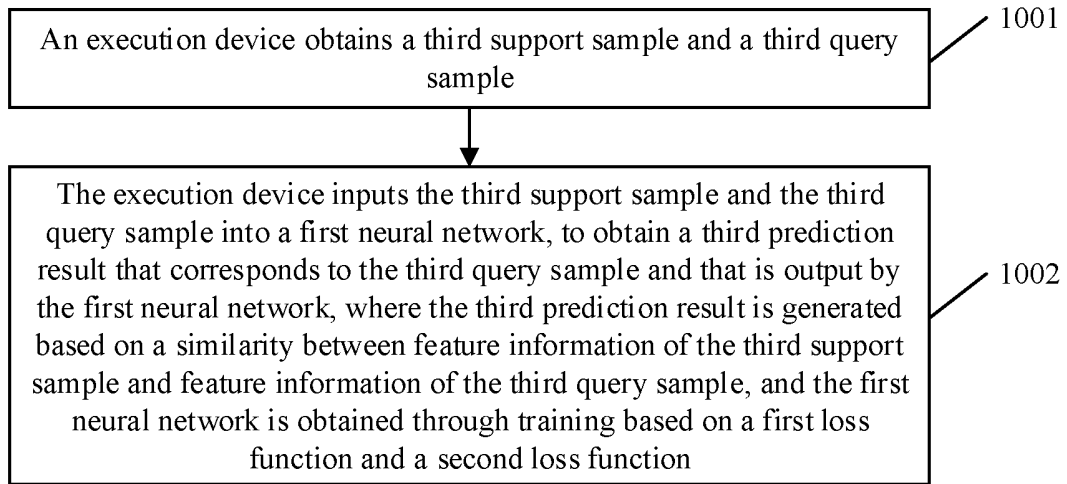 An execution device obtains a third support sample and a third query
sample
1001
The execution device inputs the third support sample and the third
query sample into a first neural network, to obtain a third prediction
result that corresponds to the third query sample and that is output by
the first neural network, where the third prediction result is generated
based on a similarity between feature information of the third support
sample and feature information of the third query sample, and the first
neural network is obtained through training based on a first loss
function and a second loss function
1002